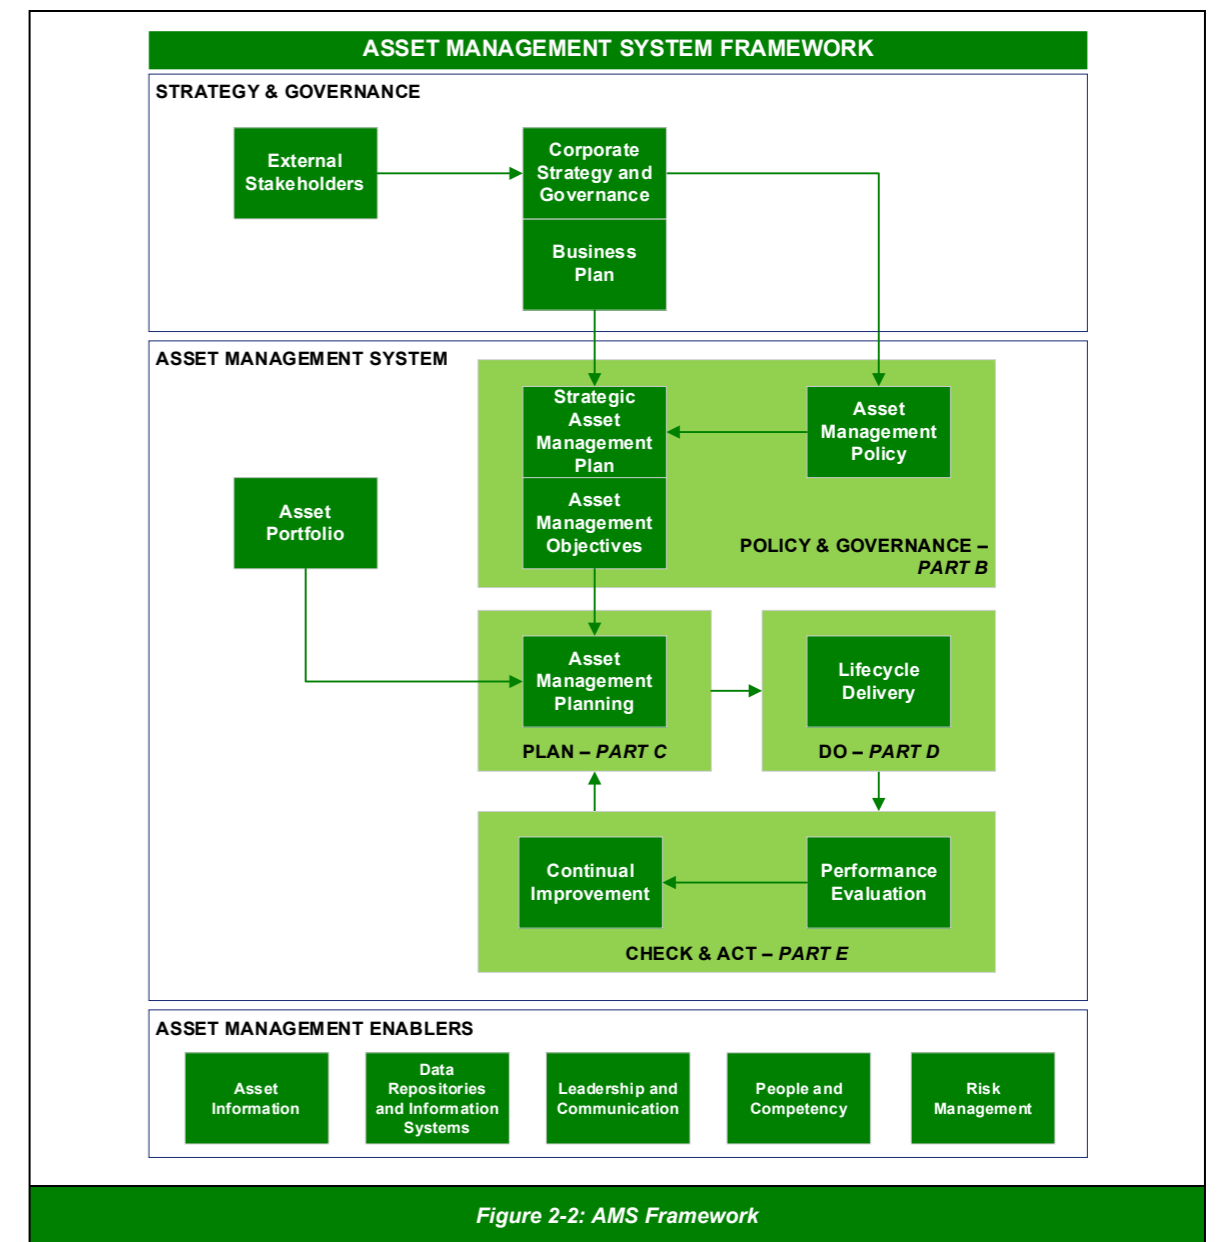 ASSET MANAGEMENT SYSTEM FRAMEWORK
STRATEGY & GOVERNANCE
External
Stakeholders
Corporate
Strategy and
Governance
Business
Plan
ASSET MANAGEMENT SYSTEM
Strategic
Asset
Management
Plan
Asset
Management
Policy
Asset
Portfolio
Asset
Management
Objectives
POLICY & GOVERNANCE –
PART B
Asset
Management
Planning
PLAN – PART C
Lifecycle
Delivery
DO – PART D
Continual
Improvement
Performance
Evaluation
CHECK & ACT – PART E
ASSET MANAGEMENT ENABLERS
Asset
Information
Data
Repositories
and Information
Systems
Leadership and
Communication
People and
Competency
Risk
Management
Figure 2-2: AMS Framework